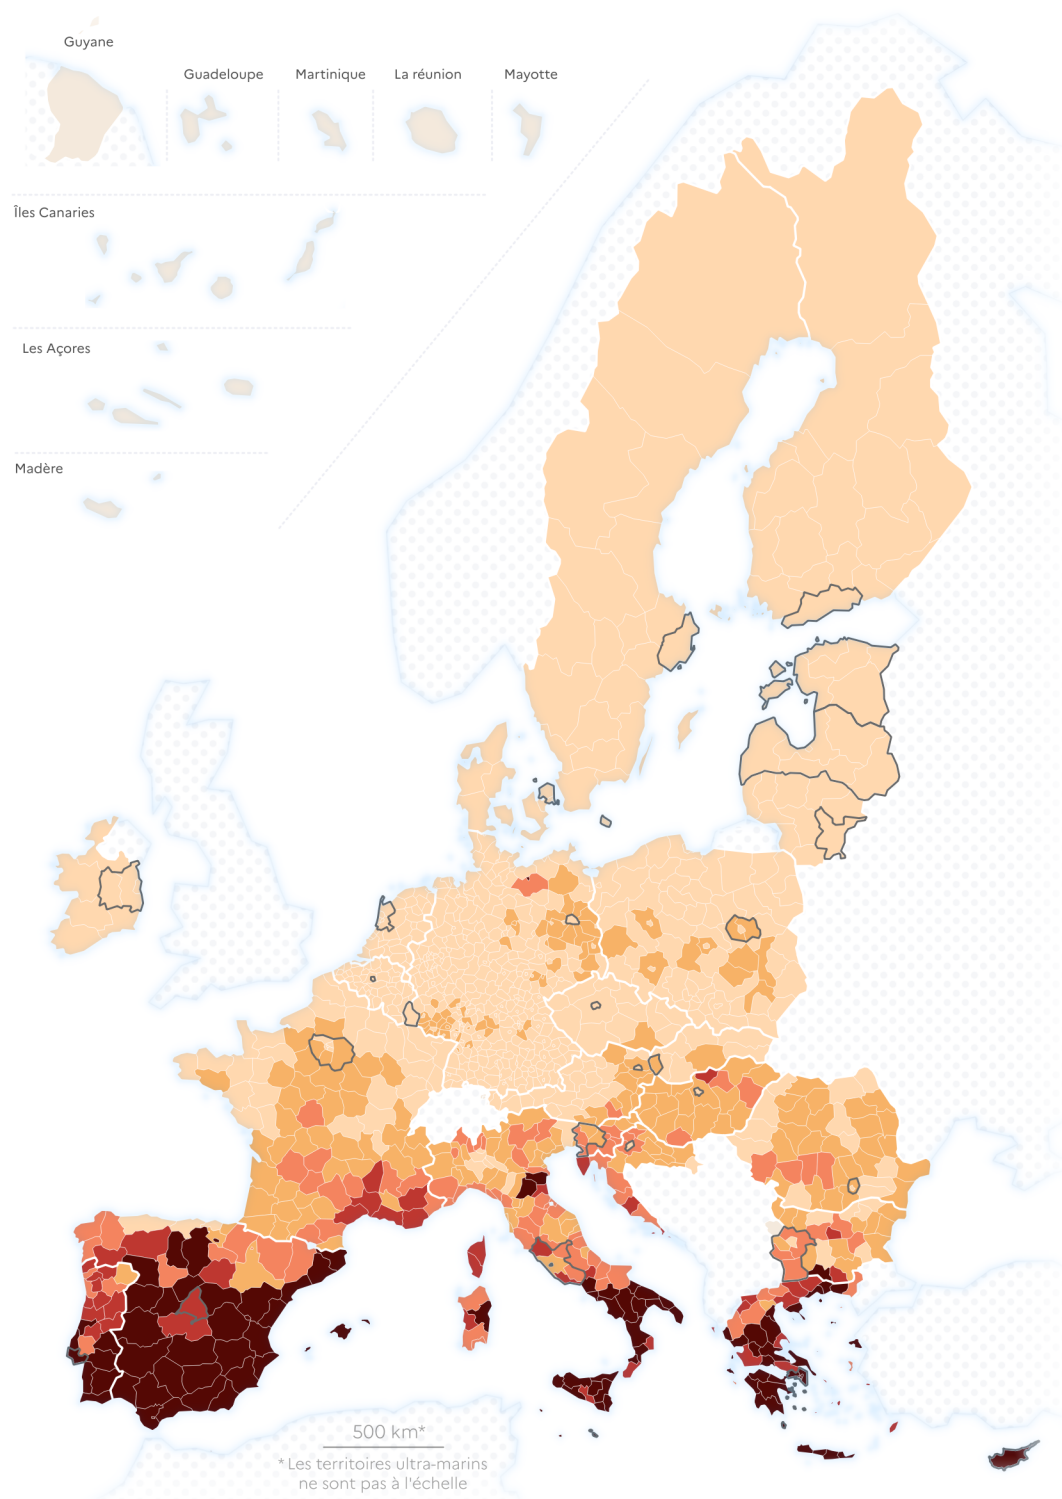 Guyane
Guadeloupe
Martinique
La réunion
Mayotte
Îles Canaries
Les Açores
Madère
500 km*
* Les territoires ultra-marins
ne sont pas à l'échelle